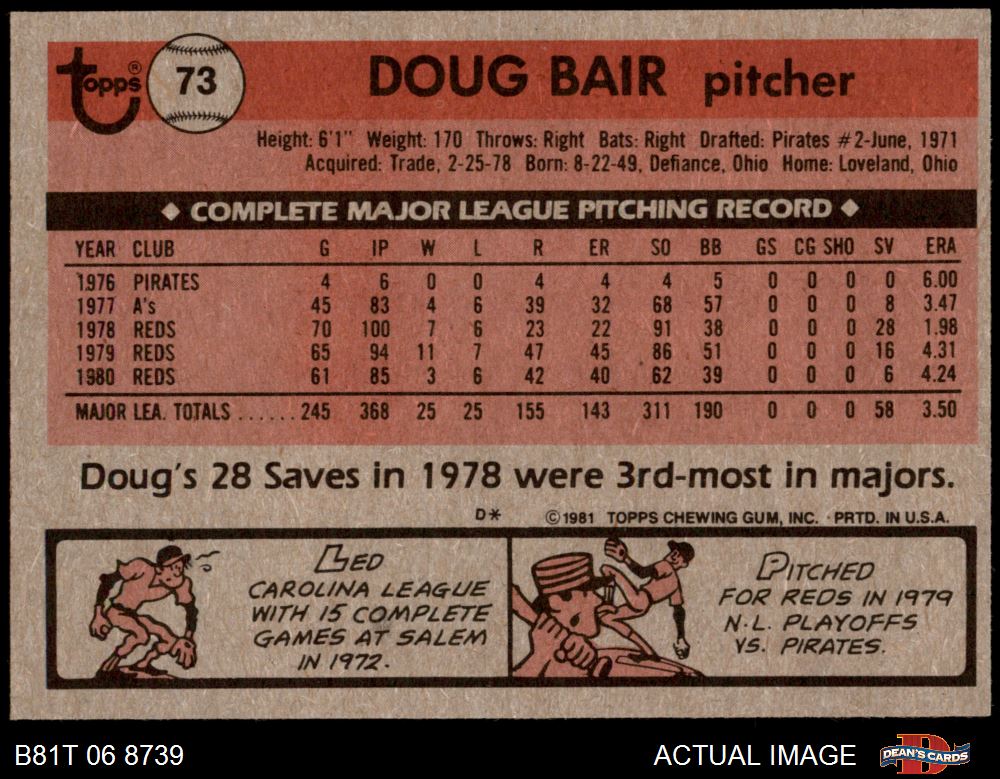 Topps® 73 DOUG BAIR pitcher
Height: 6'1" Weight: 170 Throws: Right Bats: Right Drafted: Pirates #2-June, 1971
Acquired: Trade, 2-25-78 Born: 8-22-49, Defiance, Ohio Home: Loveland, Ohio
◆ COMPLETE MAJOR LEAGUE PITCHING RECORD ◆
YEAR CLUB G IP W L R ER SO BB GS CG SHO SV ERA
1976 PIRATES 4 6 0 0 4 4 4 5 0 0 0 0 6.00
1977 A's 45 83 4 6 39 32 68 57 0 0 0 8 3.47
1978 REDS 70 100 7 6 23 22 91 38 0 0 0 28 1.98
1979 REDS 65 94 11 7 47 45 86 51 0 0 0 16 4.31
1980 REDS 61 85 3 6 42 40 62 39 0 0 0 6 4.24
MAJOR LEA. TOTALS ...... 245 368 25 25 155 143 311 190 0 0 0 58 3.50
Doug's 28 Saves in 1978 were 3rd-most in majors.
D* ©1981 TOPPS CHEWING GUM, INC. PRTD. IN U.S.A.
LED
CAROLINA LEAGUE
WITH 15 COMPLETE
GAMES AT SALEM
IN 1972.
PITCHED
FOR REDS IN 1979
N.L. PLAYOFFS
VS. PIRATES.
B81T 06 8739 ACTUAL IMAGE DEAN'S CARDS